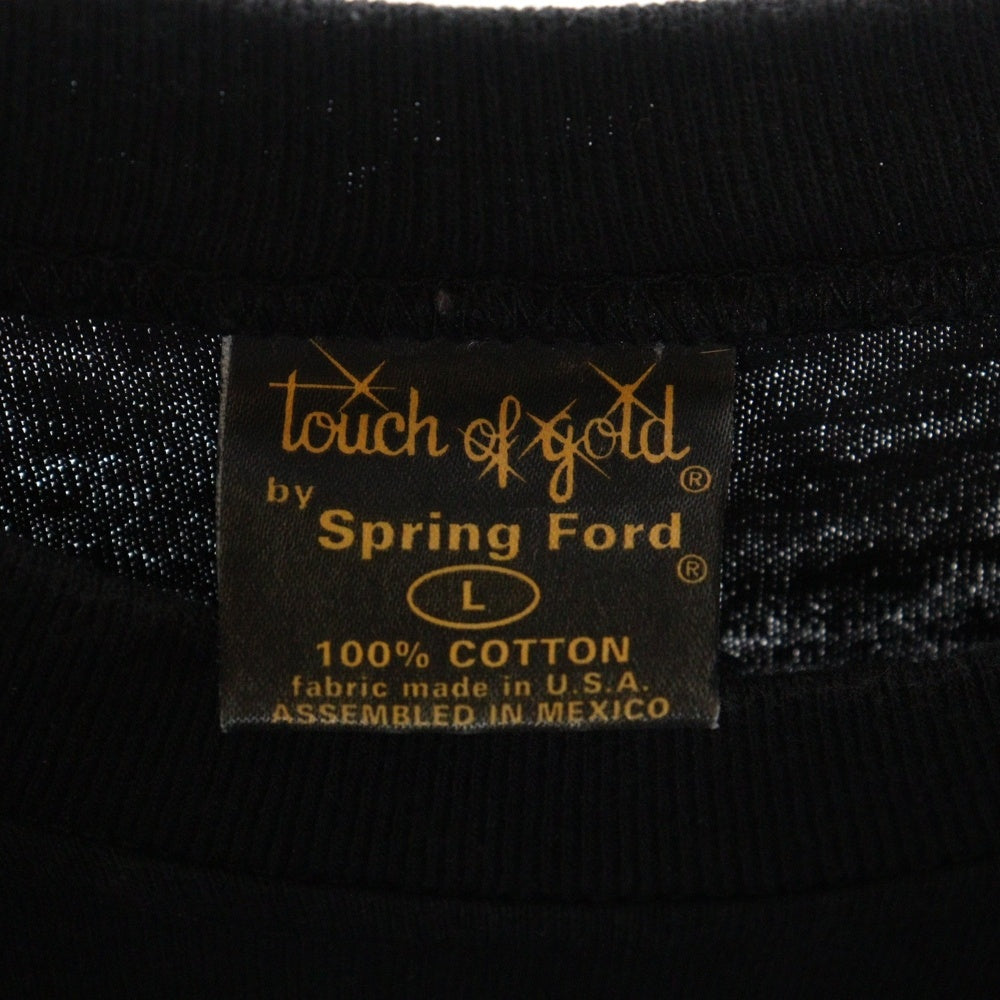 touch of gold ®
by
Spring Ford ®
L
100% COTTON
fabric made in U.S.A.
ASSEMBLED IN MEXICO